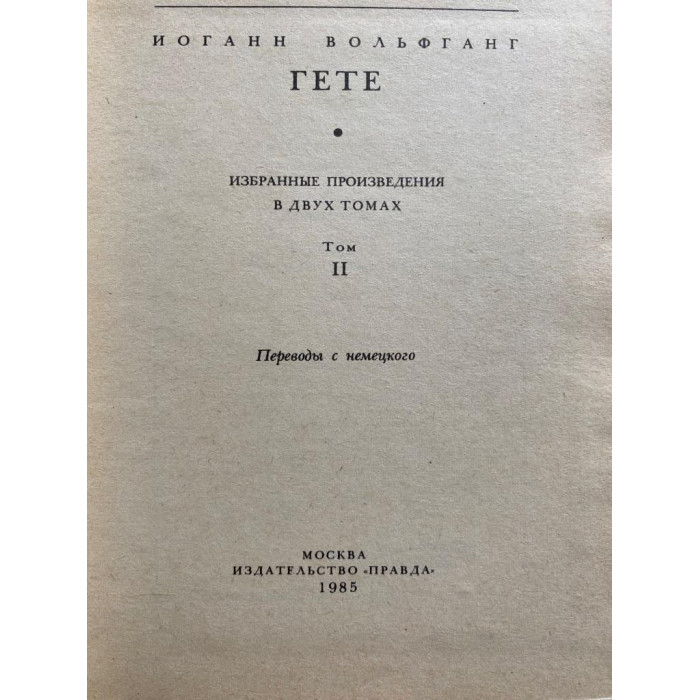 ИОГАНН ВОЛЬФГАНГ
ГЕТЕ
ИЗБРАННЫЕ ПРОИЗВЕДЕНИЯ
В ДВУХ ТОМАХ
Том
II
Переводы с немецкого
МОСКВА
ИЗДАТЕЛЬСТВО «ПРАВДА»
1985